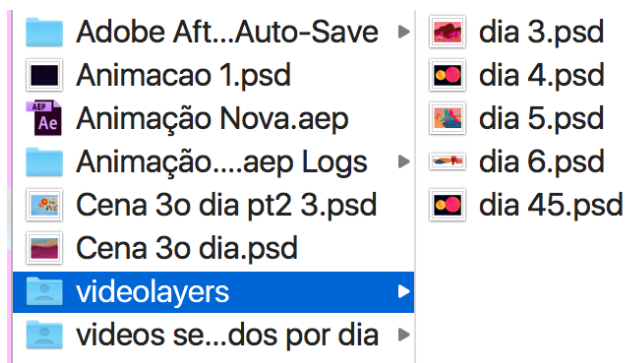 Adobe Aft...Auto-Save
Animacao 1.psd
AEP
Ae
Animação Nova.aep
Animação....aep Logs
Cena 3o dia pt2 3.psd
Cena 3o dia.psd
videolayers
videos se...dos por dia
dia 3.psd
dia 4.psd
dia 5.psd
dia 6.psd
dia 45.psd